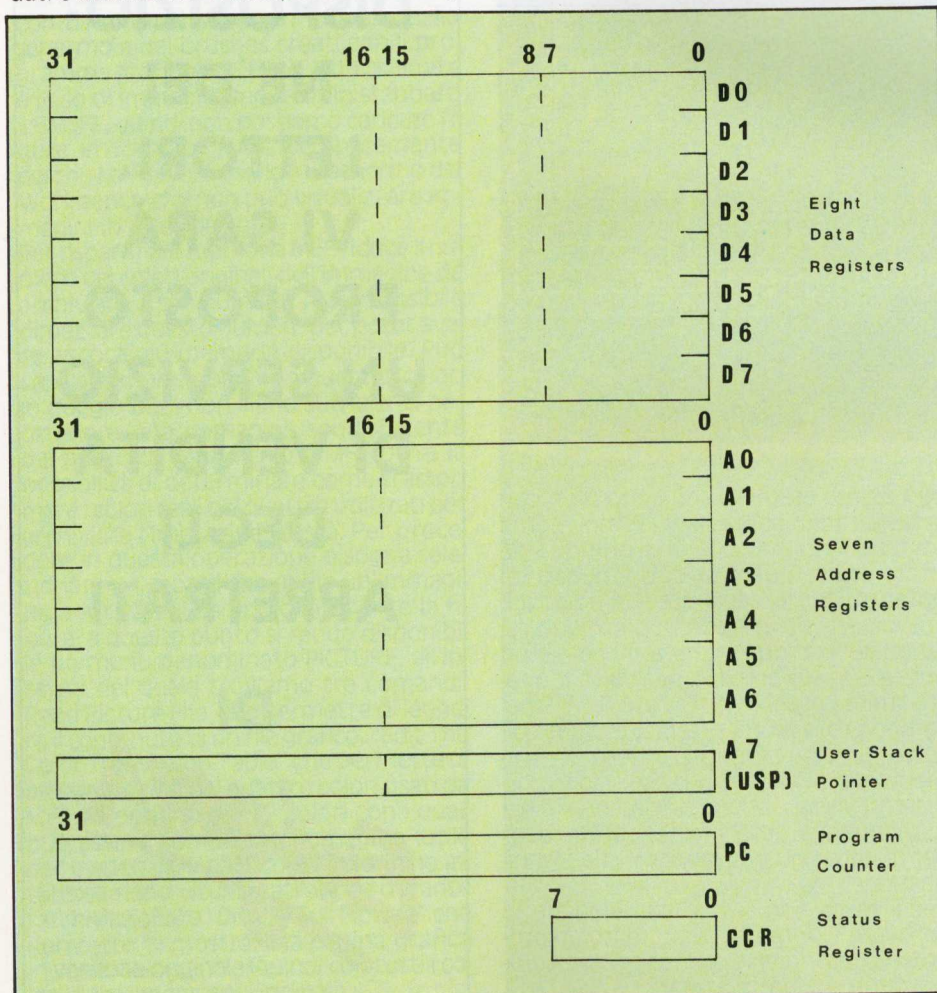 31 16 15 8 7 0
D0
D1
D2
D3
D4
D5
D6
D7
Eight
Data
Registers
31 16 15 0
A0
A1
A2
A3
A4
A5
A6
Seven
Address
Registers
A7
(USP)
User Stack
Pointer
31 0
PC
Program
Counter
7 0
CCR
Status
Register